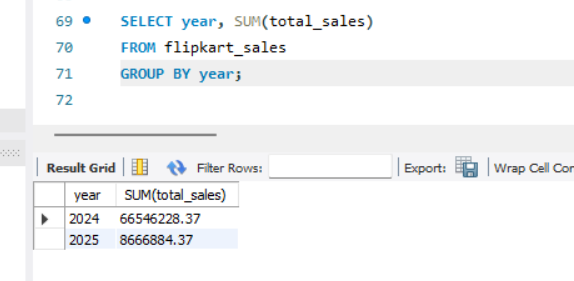 69 SELECT year, SUM(total_sales)
70 FROM flipkart_sales
71 GROUP BY year;
72
Result Grid Filter Rows: Export: Wrap Cell Con
year SUM(total_sales)
2024 66546228.37
2025 8666884.37